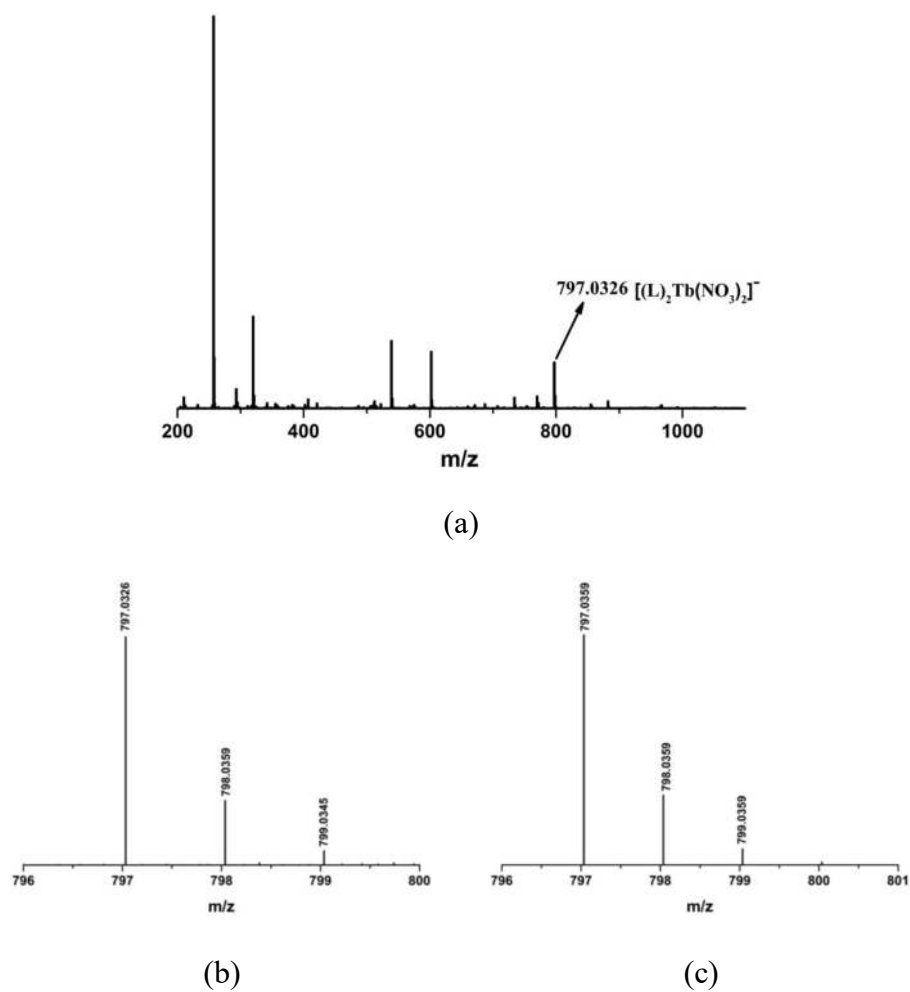 797.0326 [(L)₂Tb(NO₃)₂]⁻
200 400 600 800 1000
m/z
(a)
797.0326
798.0359
799.0345
796 797 798 799 800
m/z
(b)
797.0359
798.0359
799.0359
796 797 798 799 800 801
m/z
(c)